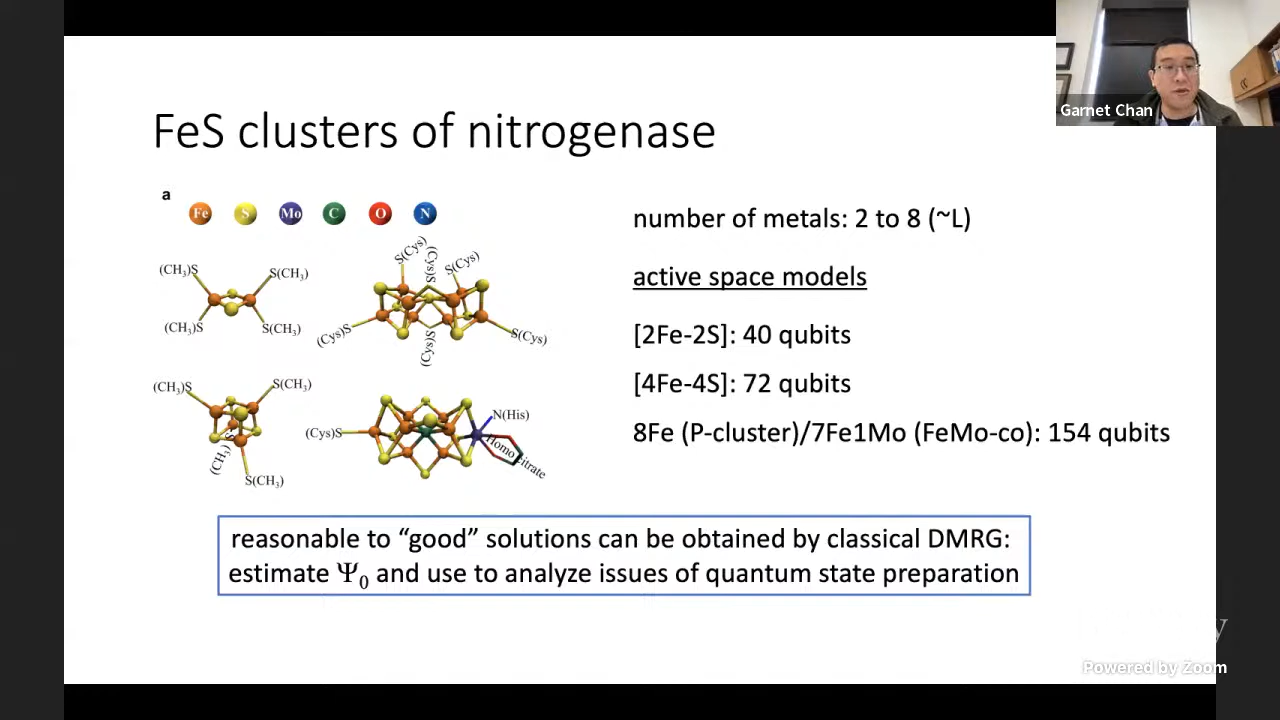 Garnet Chan
FeS clusters of nitrogenase
a
Fe S Mo C O N
(CH₃)S
S(CH₃)
(CH₃)S
S(CH₃)
S(Cys)
(Cys)S
S(Cys)
(Cys)S
(Cys)S
S(Cys)
(CH₃)S
S(CH₃)
(CH₃)S
S(CH₃)
(Cys)S
N(His)
Homocitrate
number of metals: 2 to 8 (~L)
active space models
[2Fe-2S]: 40 qubits
[4Fe-4S]: 72 qubits
8Fe (P-cluster)/7Fe1Mo (FeMo-co): 154 qubits
reasonable to “good” solutions can be obtained by classical DMRG:
estimate Ψ₀ and use to analyze issues of quantum state preparation
y
Powered by Zoom